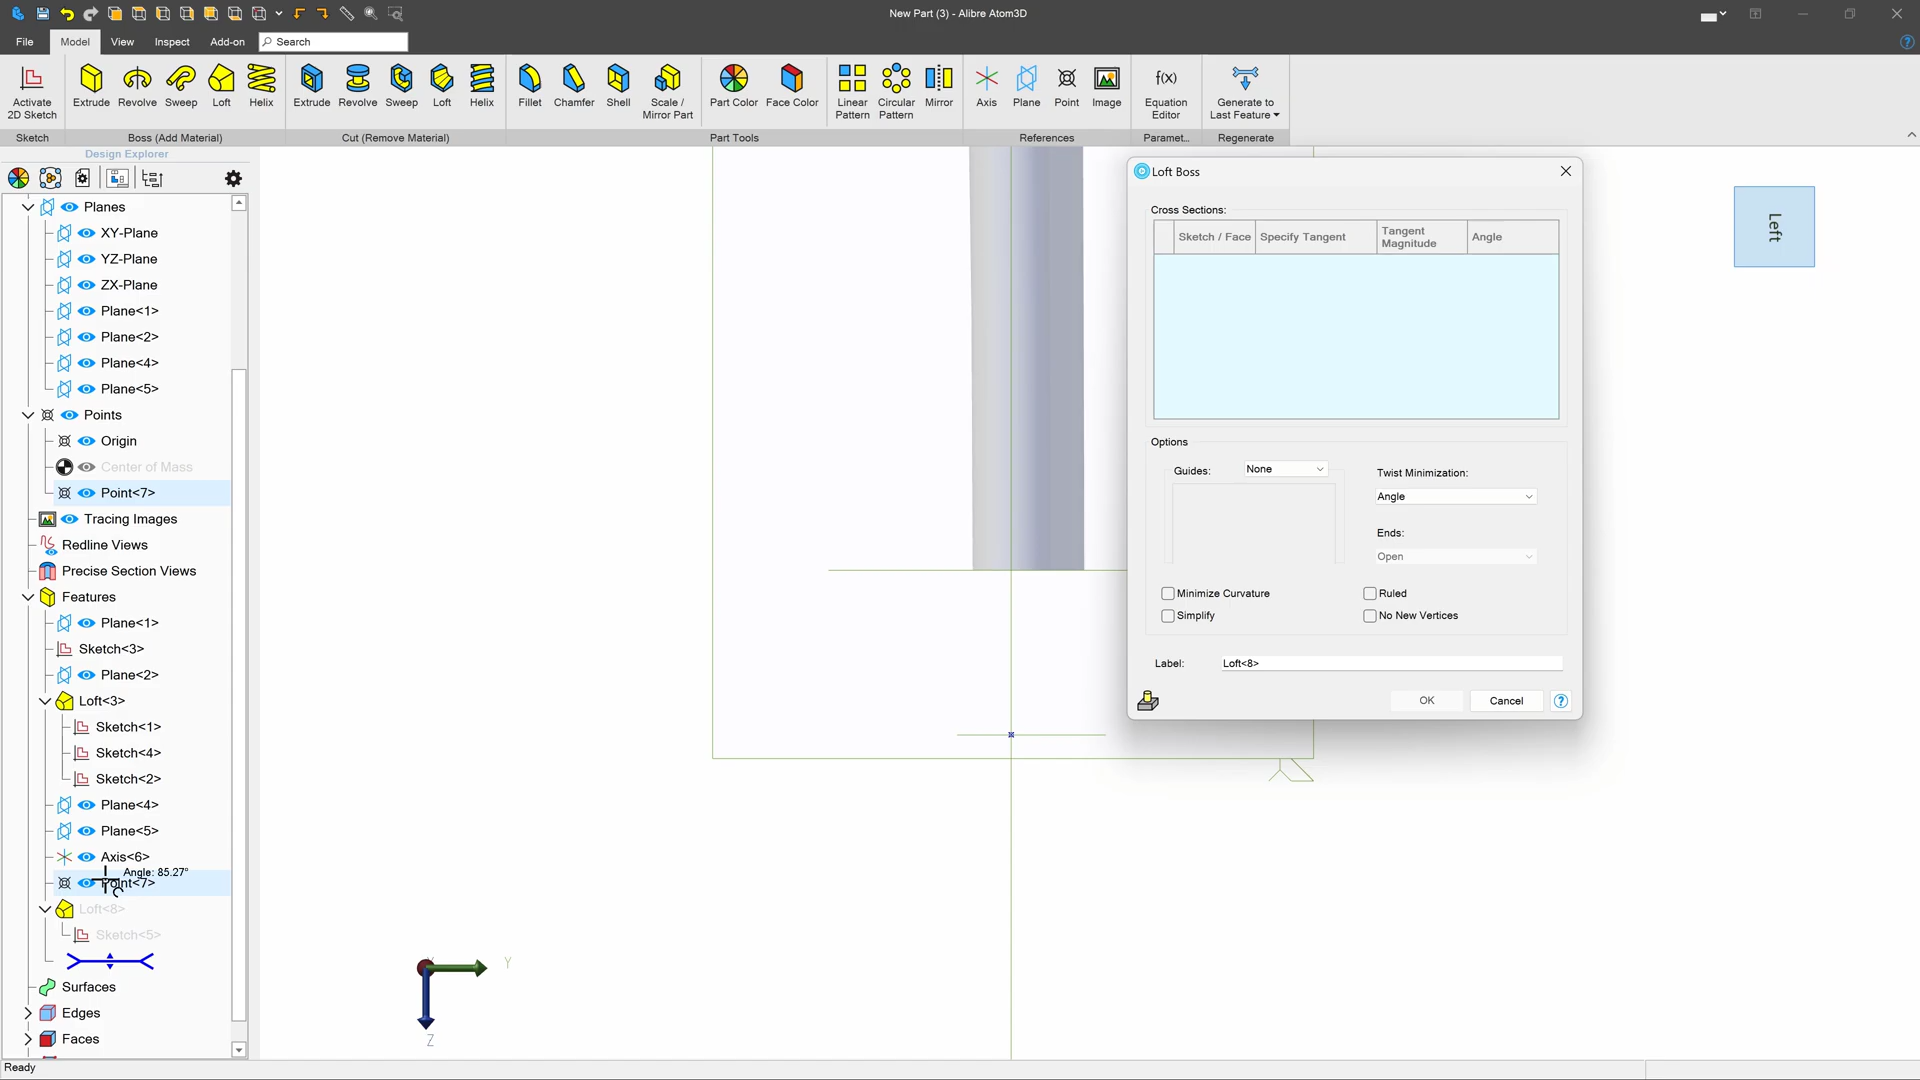 New Part (3) - Alibre Atom3D
File
Model
View
Inspect
Add-on
Search
Activate
2D Sketch
Extrude
Revolve
Sweep
Loft
Helix
Extrude
Revolve
Sweep
Loft
Helix
Fillet
Chamfer
Shell
Scale /
Mirror Part
Part Color
Face Color
Linear
Pattern
Circular
Pattern
Mirror
Axis
Plane
Point
Image
f(x)
Equation
Editor
Generate to
Last Feature
Sketch
Boss (Add Material)
Cut (Remove Material)
Part Tools
References
Paramet...
Regenerate
Design Explorer
Planes
XY-Plane
YZ-Plane
ZX-Plane
Plane<1>
Plane<2>
Plane<4>
Plane<5>
Points
Origin
Center of Mass
Point<7>
Tracing Images
Redline Views
Precise Section Views
Features
Plane<1>
Sketch<3>
Plane<2>
Loft<3>
Sketch<1>
Sketch<4>
Sketch<2>
Plane<4>
Plane<5>
Axis<6>
Angle: 85.27°
Point<7>
Loft<8>
Sketch<5>
Surfaces
Edges
Faces
Ready
Y
Z
Left
Loft Boss
Cross Sections:
Sketch / Face
Specify Tangent
Tangent
Magnitude
Angle
Options
Guides:
None
Twist Minimization:
Angle
Ends:
Open
Minimize Curvature
Ruled
Simplify
No New Vertices
Label:
Loft<8>
OK
Cancel